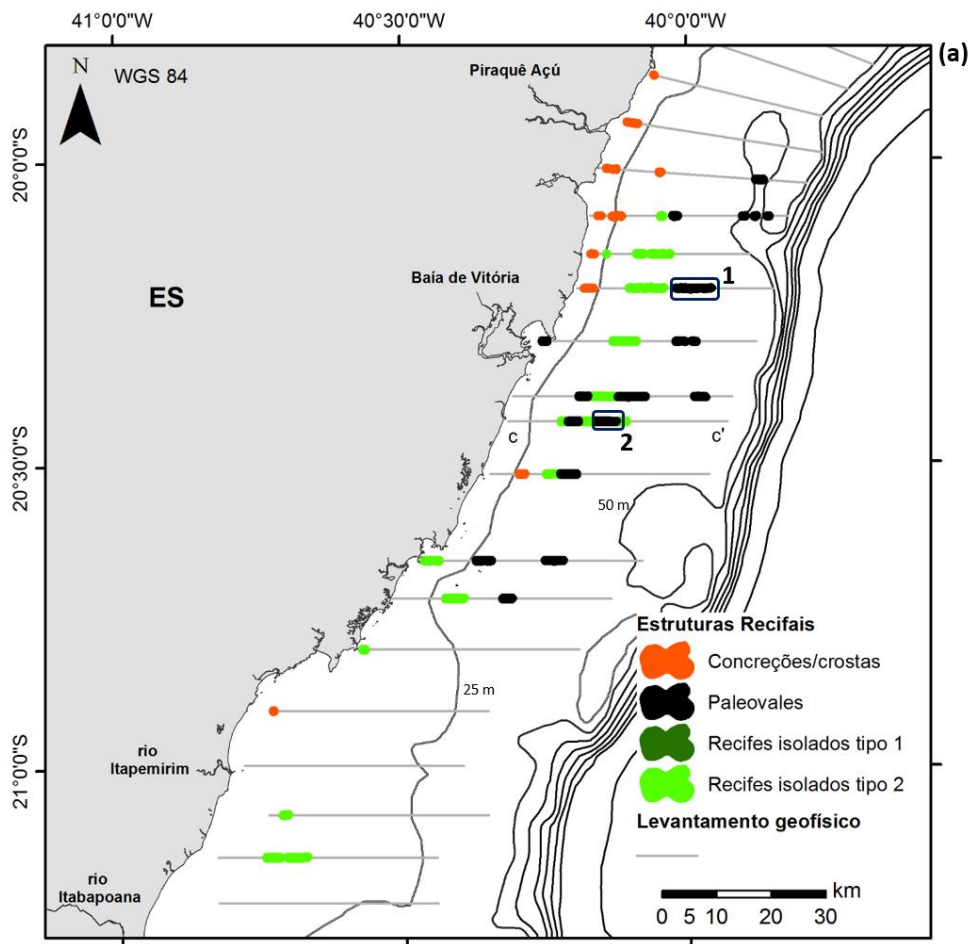 41°0'0"W
40°30'0"W
40°0'0"W
(a)
N
WGS 84
Piraquê Açú
20°0'0"S
Baía de Vitória
ES
1
c
c'
2
20°30'0"S
50 m
Estruturas Recifais
Concreções/crostas
25 m
Paleovales
Recifes isolados tipo 1
rio
Itapemirim
21°0'0"S
Recifes isolados tipo 2
Levantamento geofísico
rio
Itabapoana
km
0 5 10 20 30